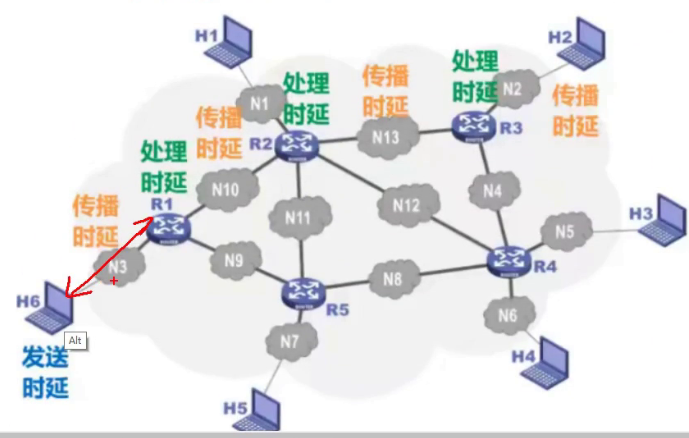 H1
H2
处理
时延
传播
时延
处理
时延
N1
N2
传播
时延
传播
时延
R2
N13
R3
处理
时延
R1
N10
N4
传播
时延
N11
N12
N5
H3
N3
N9
N8
R4
H6
R5
Alt
N6
发送
时延
N7
H4
H5